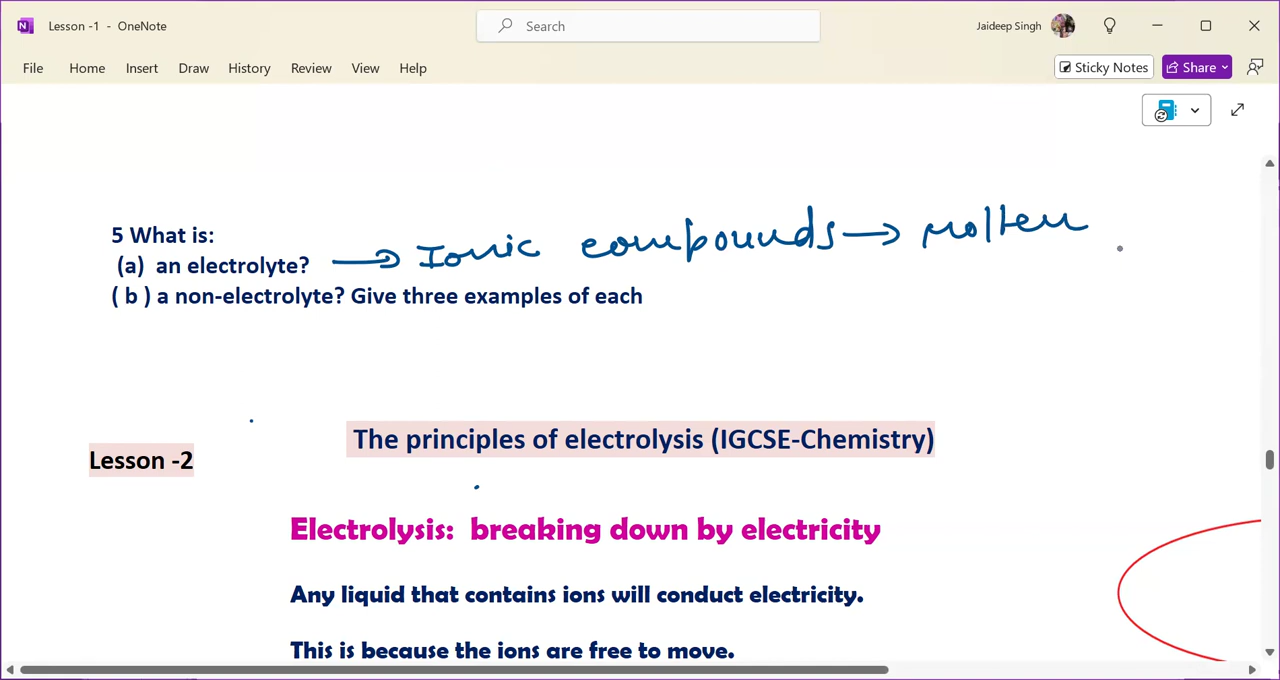 Lesson -1 - OneNote
Search
Jaideep Singh
File Home Insert Draw History Review View Help
Sticky Notes Share
5 What is:
(a) an electrolyte? → Ionic compounds → molten
( b ) a non-electrolyte? Give three examples of each
The principles of electrolysis (IGCSE-Chemistry)
Lesson -2
Electrolysis: breaking down by electricity
Any liquid that contains ions will conduct electricity.
This is because the ions are free to move.